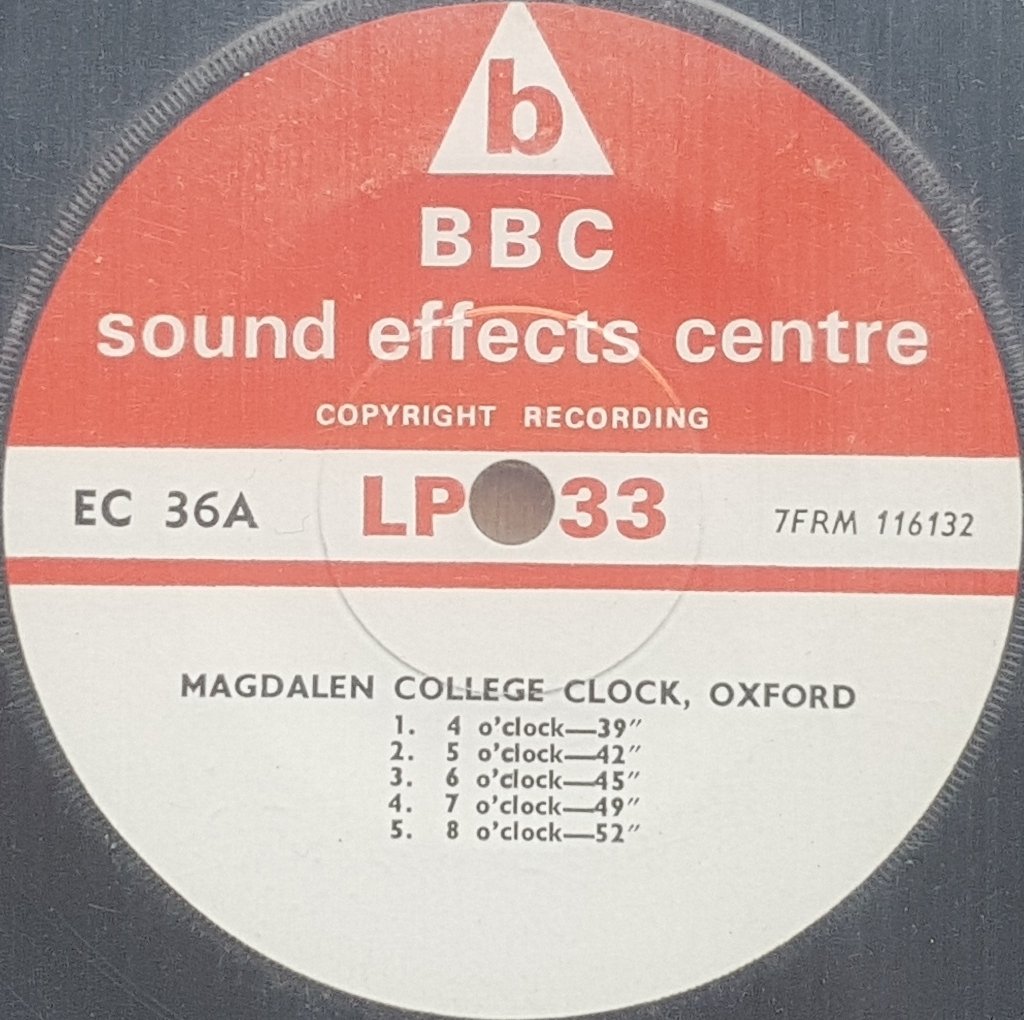 b
BBC
sound effects centre
COPYRIGHT RECORDING
EC 36A LP 33 7FRM 116132
MAGDALEN COLLEGE CLOCK, OXFORD
1. 4 o'clock—39"
2. 5 o'clock—42"
3. 6 o'clock—45"
4. 7 o'clock—49"
5. 8 o'clock—52"